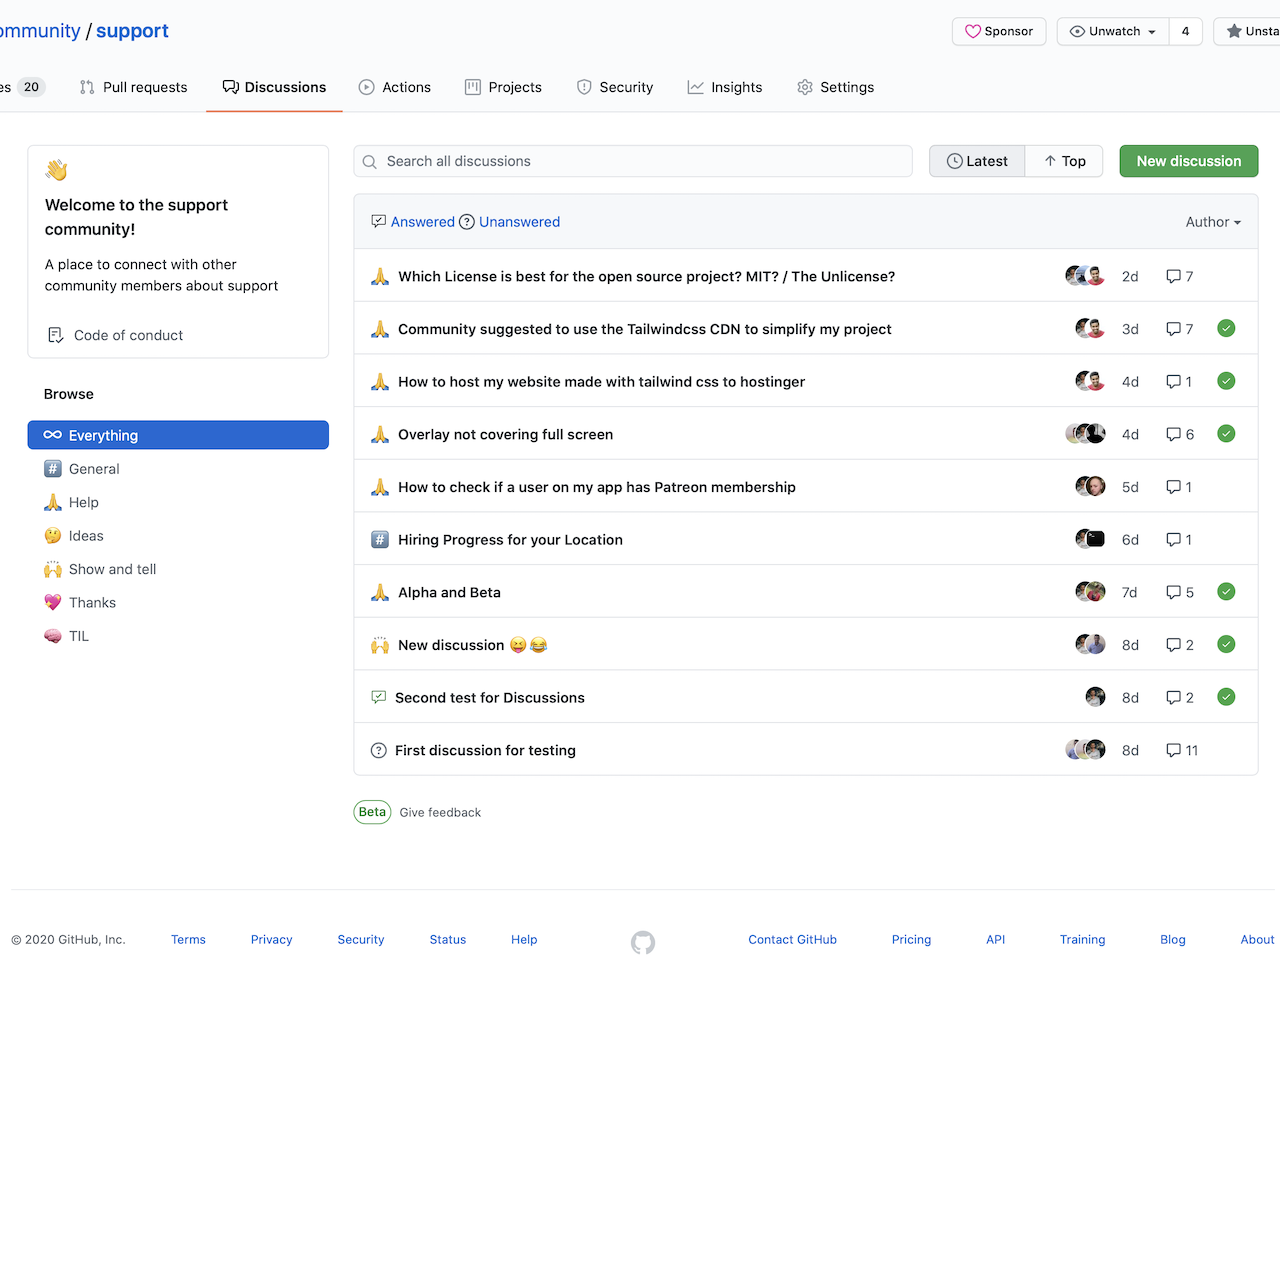 ommunity / support
Sponsor
Unwatch
4
Unsta
es 20
Pull requests
Discussions
Actions
Projects
Security
Insights
Settings
Welcome to the support
community!
A place to connect with other
community members about support
Code of conduct
Browse
Everything
General
Help
Ideas
Show and tell
Thanks
TIL
Search all discussions
Latest
Top
New discussion
Answered
Unanswered
Author
Which License is best for the open source project? MIT? / The Unlicense? 2d 7
Community suggested to use the Tailwindcss CDN to simplify my project 3d 7
How to host my website made with tailwind css to hostinger 4d 1
Overlay not covering full screen 4d 6
How to check if a user on my app has Patreon membership 5d 1
# Hiring Progress for your Location 6d 1
Alpha and Beta 7d 5
New discussion 😝😂 8d 2
Second test for Discussions 8d 2
First discussion for testing 8d 11
Beta Give feedback
© 2020 GitHub, Inc.
Terms
Privacy
Security
Status
Help
Contact GitHub
Pricing
API
Training
Blog
About